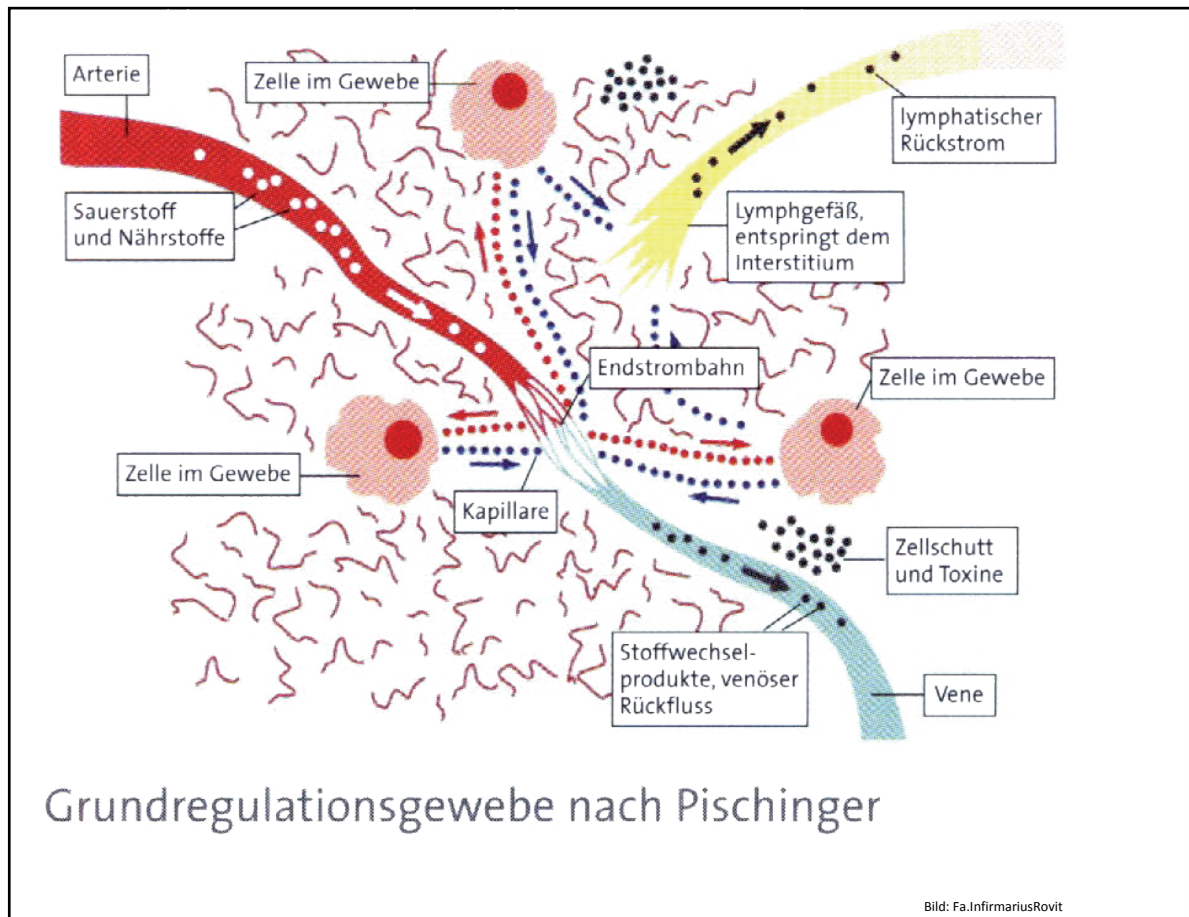 Arterie
Zelle im Gewebe
lymphatischer
Rückstrom
Sauerstoff
und Nährstoffe
Lymphgefäß,
entspringt dem
Interstitium
Endstrombahn
Zelle im Gewebe
Zelle im Gewebe
Kapillare
Zellschutt
und Toxine
Stoffwechsel-
produkte, venöser
Rückfluss
Vene
Grundregulationsgewebe nach Pischinger
Bild: Fa.InfirmariusRovit